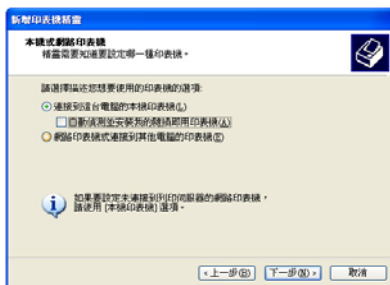 新增印表機精靈
本機或網路印表機
精靈需要知道要設定哪一種印表機。
請選擇描述您想要使用的印表機的選項:
連接到這台電腦的本機印表機(L)
自動偵測並安裝我的隨插即用印表機(A)
網路印表機或連接到其他電腦的印表機(E)
如果要設定未連接到列印伺服器的網路印表機，
請使用 [本機印表機] 選項。
< 上一步(B)
下一步(N) >
取消